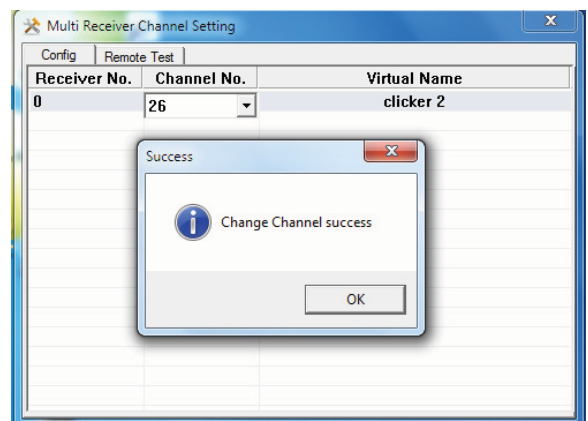 Multi Receiver Channel Setting
Config Remote Test
Receiver No. Channel No. Virtual Name
0 26 clicker 2
Success
Change Channel success
OK